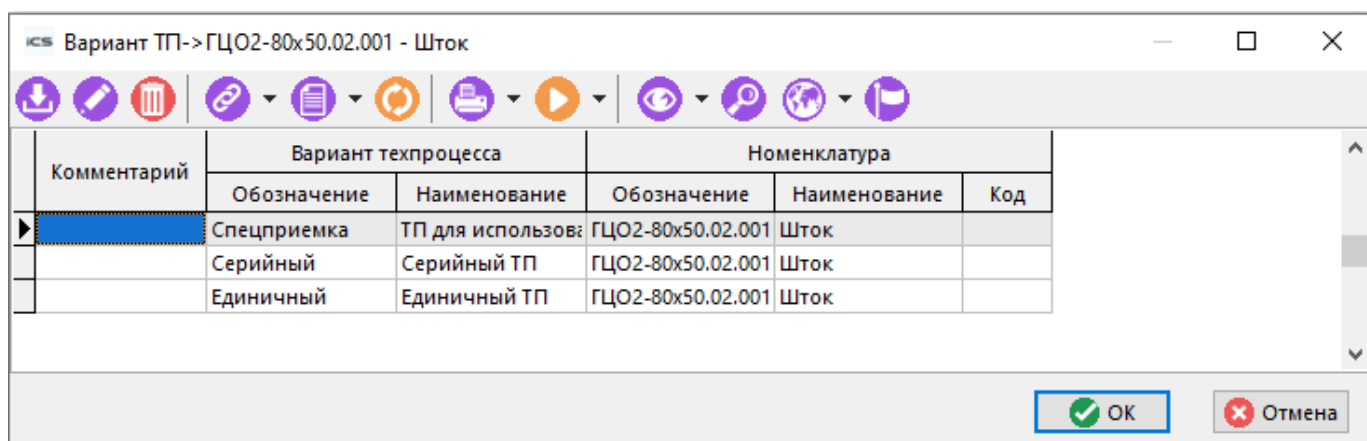 iCS Вариант ТП->ГЦО2-80х50.02.001 - Шток
Комментарий Вариант техпроцесса Номенклатура
Обозначение Наименование Обозначение Наименование Код
Спецприемка ТП для использова ГЦО2-80х50.02.001 Шток
Серийный Серийный ТП ГЦО2-80х50.02.001 Шток
Единичный Единичный ТП ГЦО2-80х50.02.001 Шток
ОК Отмена